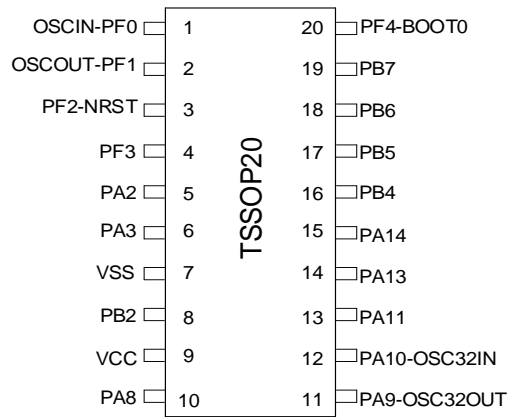 OSCIN-PF0 1 20 PF4-BOOT0
OSCOUT-PF1 2 19 PB7
PF2-NRST 3 18 PB6
PF3 4 17 PB5
PA2 5 16 PB4
PA3 6 15 PA14
VSS 7 14 PA13
PB2 8 13 PA11
VCC 9 12 PA10-OSC32IN
PA8 10 11 PA9-OSC32OUT
TSSOP20